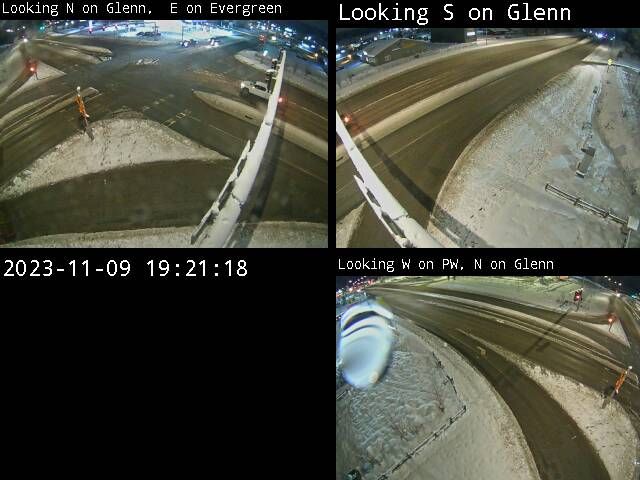 Looking N on Glenn, E on Evergreen
Looking S on Glenn
2023-11-09 19:21:18
Looking W on PW, N on Glenn